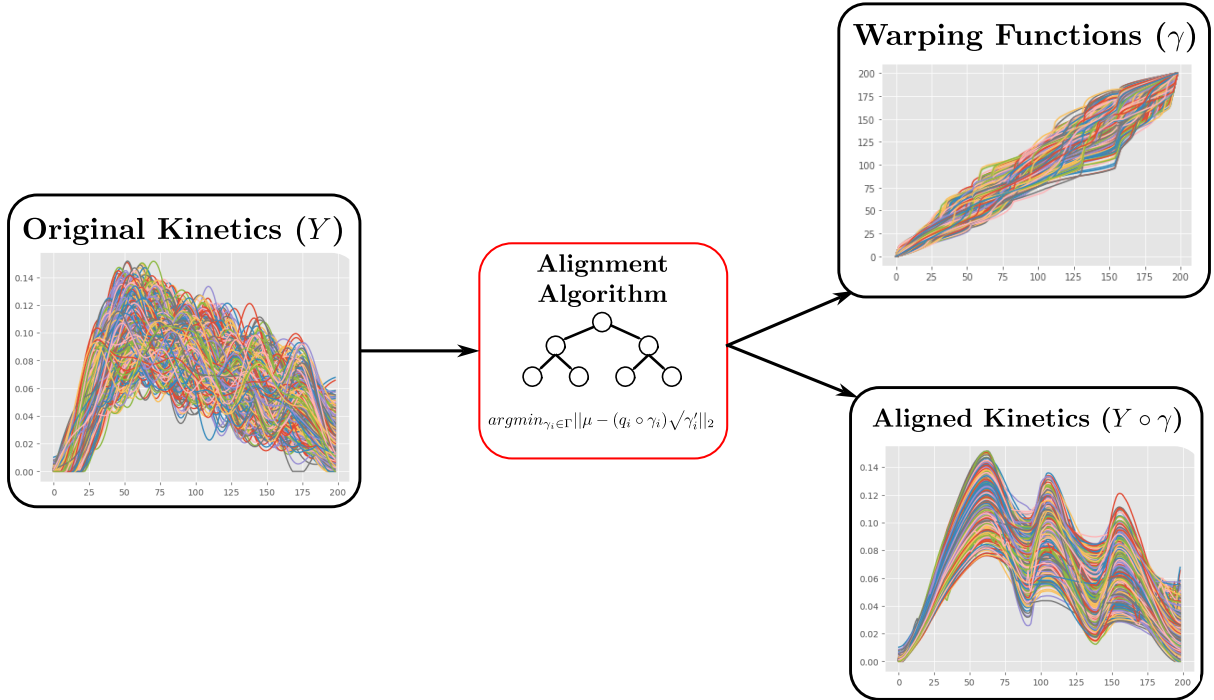 Warping Functions (γ)
200
175
150
125
100
75
50
25
0
0 25 50 75 100 125 150 175 200
Original Kinetics (Y)
0.14
0.12
0.10
0.08
0.06
0.04
0.02
0.00
0 25 50 75 100 125 150 175 200
Alignment
Algorithm
argmin_{γ_i∈Γ}||μ − (q_i ∘ γ_i)√γ′_i||_2
Aligned Kinetics (Y ∘ γ)
0.14
0.12
0.10
0.08
0.06
0.04
0.02
0.00
0 25 50 75 100 125 150 175 200